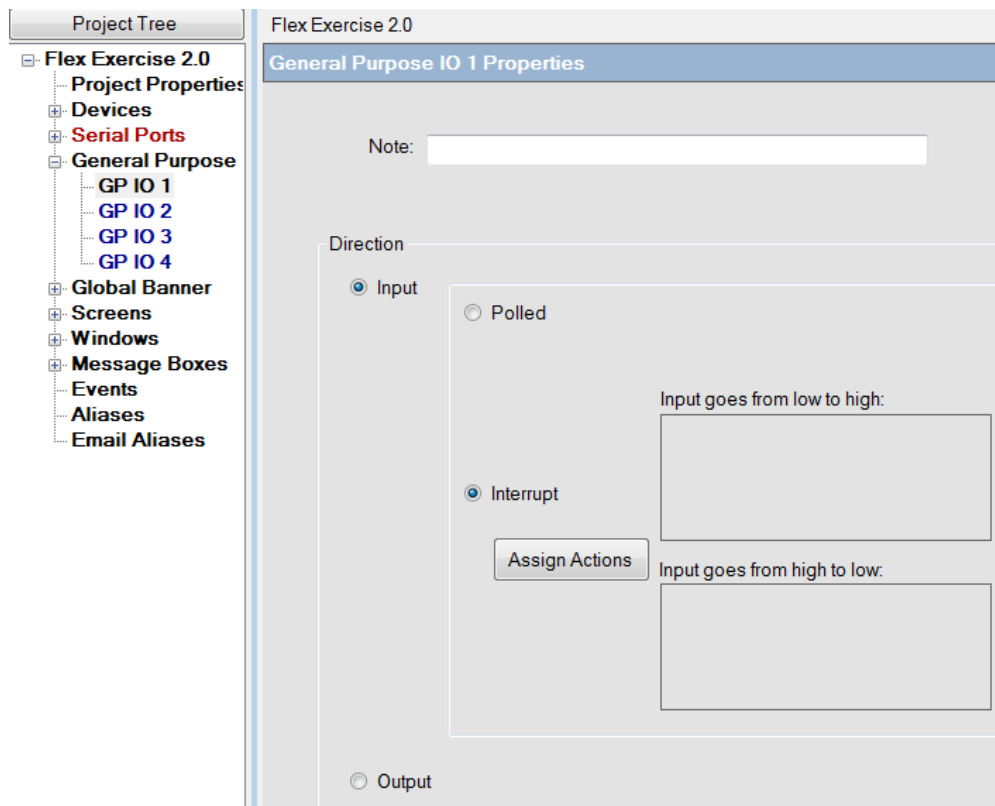 Project Tree
Flex Exercise 2.0
Project Properties
Devices
Serial Ports
General Purpose
GP IO 1
GP IO 2
GP IO 3
GP IO 4
Global Banner
Screens
Windows
Message Boxes
Events
Aliases
Email Aliases
Flex Exercise 2.0
General Purpose IO 1 Properties
Note:
Direction
Input
Polled
Input goes from low to high:
Interrupt
Assign Actions
Input goes from high to low:
Output